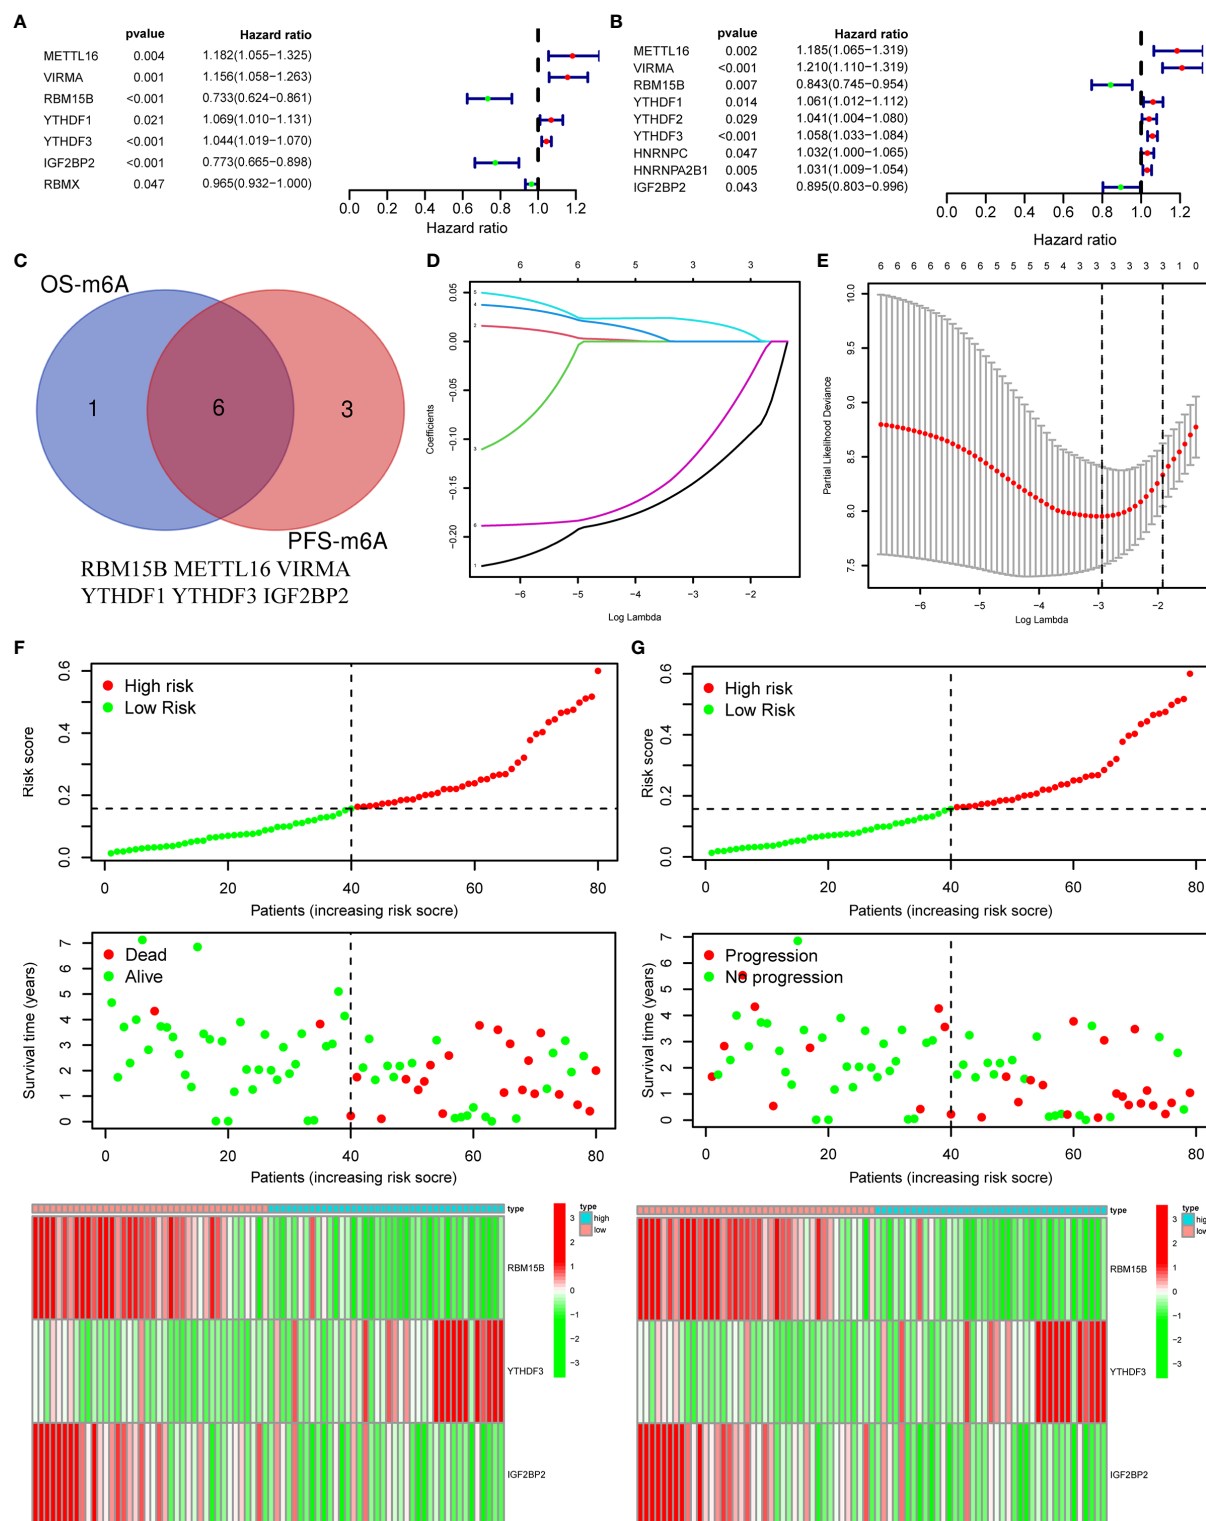 A
pvalue Hazard ratio
METTL16 0.004 1.182(1.055−1.325)
VIRMA 0.001 1.156(1.058−1.263)
RBM15B <0.001 0.733(0.624−0.861)
YTHDF1 0.021 1.069(1.010−1.131)
YTHDF3 <0.001 1.044(1.019−1.070)
IGF2BP2 <0.001 0.773(0.665−0.898)
RBMX 0.047 0.965(0.932−1.000)
0.0 0.2 0.4 0.6 0.8 1.0 1.2
Hazard ratio
B
pvalue Hazard ratio
METTL16 0.002 1.185(1.065−1.319)
VIRMA <0.001 1.210(1.110−1.319)
RBM15B 0.007 0.843(0.745−0.954)
YTHDF1 0.014 1.061(1.012−1.112)
YTHDF2 0.029 1.041(1.004−1.080)
YTHDF3 <0.001 1.058(1.033−1.084)
HNRNPC 0.047 1.032(1.000−1.065)
HNRNPA2B1 0.005 1.031(1.009−1.054)
IGF2BP2 0.043 0.895(0.803−0.996)
0.0 0.2 0.4 0.6 0.8 1.0 1.2
Hazard ratio
C
OS-m6A
1 6 3
PFS-m6A
RBM15B METTL16 VIRMA
YTHDF1 YTHDF3 IGF2BP2
D
6 6 5 3 3
0.05
0.00
−0.05
−0.10
−0.15
−0.20
Coefficients
5
4
2
3
6
1
−6 −5 −4 −3 −2
Log Lambda
E
6 6 6 6 6 6 6 5 5 5 4 3 3 3 3 3 1 0
10.0
9.5
9.0
8.5
8.0
7.5
Partial Likelihood Deviance
−6 −5 −4 −3 −2
Log Lambda
F
Risk score
0.6
0.4
0.2
0.0
High risk
Low Risk
0 20 40 60 80
Patients (increasing risk socre)
Survival time (years)
7
6
5
4
3
2
1
0
Dead
Alive
0 20 40 60 80
Patients (increasing risk socre)
type
RBM15B
YTHDF3
IGF2BP2
3
2
1
0
−1
−2
−3
type
high
low
G
Risk score
0.6
0.4
0.2
0.0
High risk
Low Risk
0 20 40 60 80
Patients (increasing risk socre)
Survival time (years)
7
6
5
4
3
2
1
0
Progression
No progression
0 20 40 60 80
Patients (increasing risk socre)
type
RBM15B
YTHDF3
IGF2BP2
3
2
1
0
−1
−2
−3
type
high
low